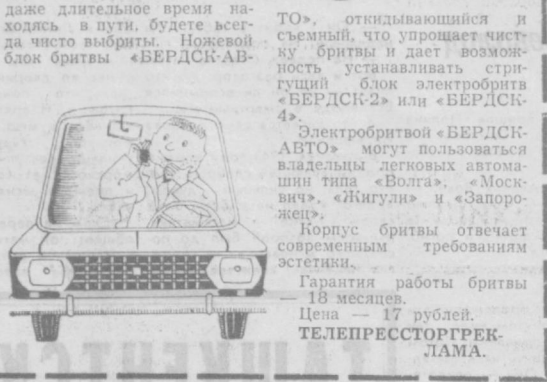 даже длительное время на-
ходясь в пути, будете всег-
да чисто выбриты. Ножевой
блок бритвы «БЕРДСК-АВ-
ТО», откидывающийся и
съемный, что упрощает чист-
ку бритвы и дает возмож-
ность устанавливать стри-
гущий блок электробритв
«БЕРДСК-2» или «БЕРДСК-
4».
Электробритвой «БЕРДСК-
АВТО» могут пользоваться
владельцы легковых автома-
шин типа «Волга», «Моск-
вич», «Жигули» и «Запоро-
жец».
Корпус бритвы отвечает
современным требованиям
эстетики.
Гарантия работы бритвы
— 18 месяцев.
Цена — 17 рублей.
ТЕЛЕПРЕССТОРГРЕК-
ЛАМА.